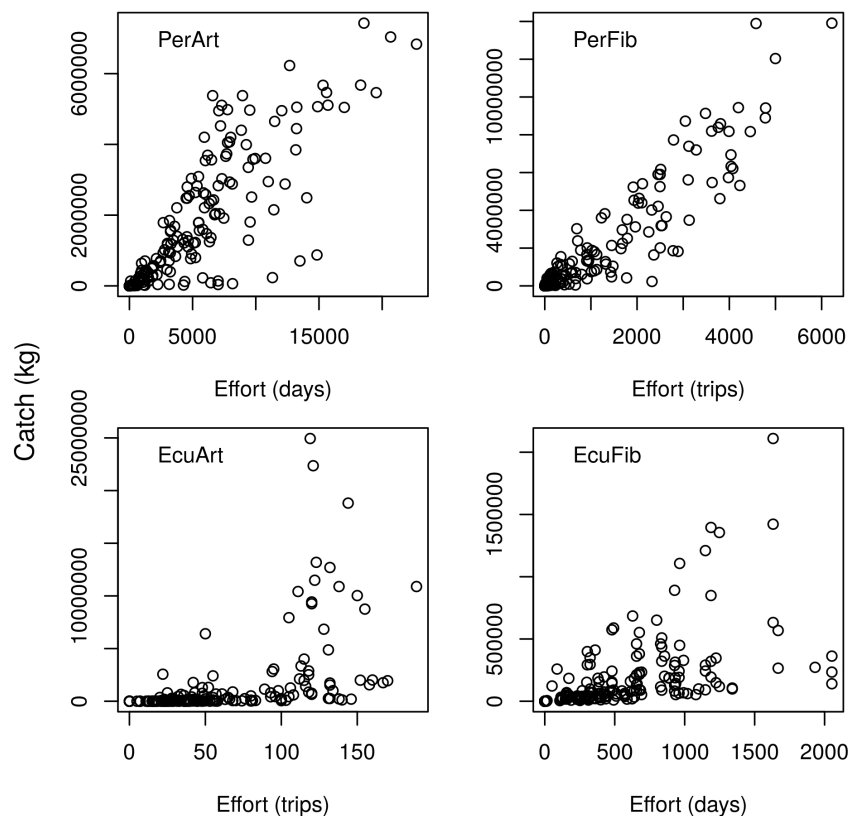 PerArt
0 2000000 6000000
0 5000 15000
Effort (days)
PerFib
0 4000000 10000000
0 2000 4000 6000
Effort (trips)
Catch (kg)
EcuArt
0 10000000 25000000
0 50 100 150
Effort (trips)
EcuFib
0 500000 1500000
0 500 1000 1500 2000
Effort (days)